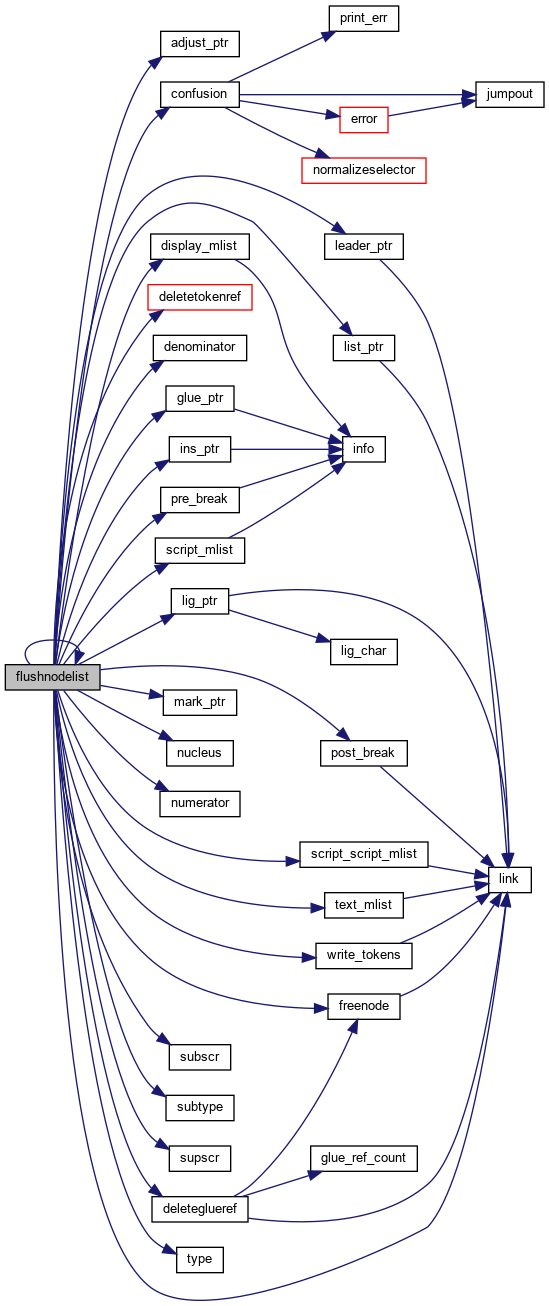 print_err
adjust_ptr
confusion
jumpout
error
normalizeselector
leader_ptr
display_mlist
deletetokenref
denominator
list_ptr
glue_ptr
ins_ptr
info
pre_break
script_mlist
lig_ptr
lig_char
flushnodelist
mark_ptr
nucleus
post_break
numerator
script_script_mlist
link
text_mlist
write_tokens
freenode
subscr
subtype
supscr
glue_ref_count
deleteglueref
type